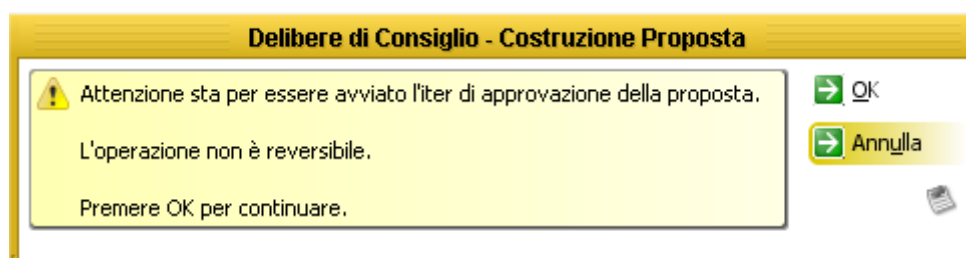 Delibere di Consiglio - Costruzione Proposta
Attenzione sta per essere avviato l'iter di approvazione della proposta.
L'operazione non è reversibile.
Premere OK per continuare.
OK
Annulla